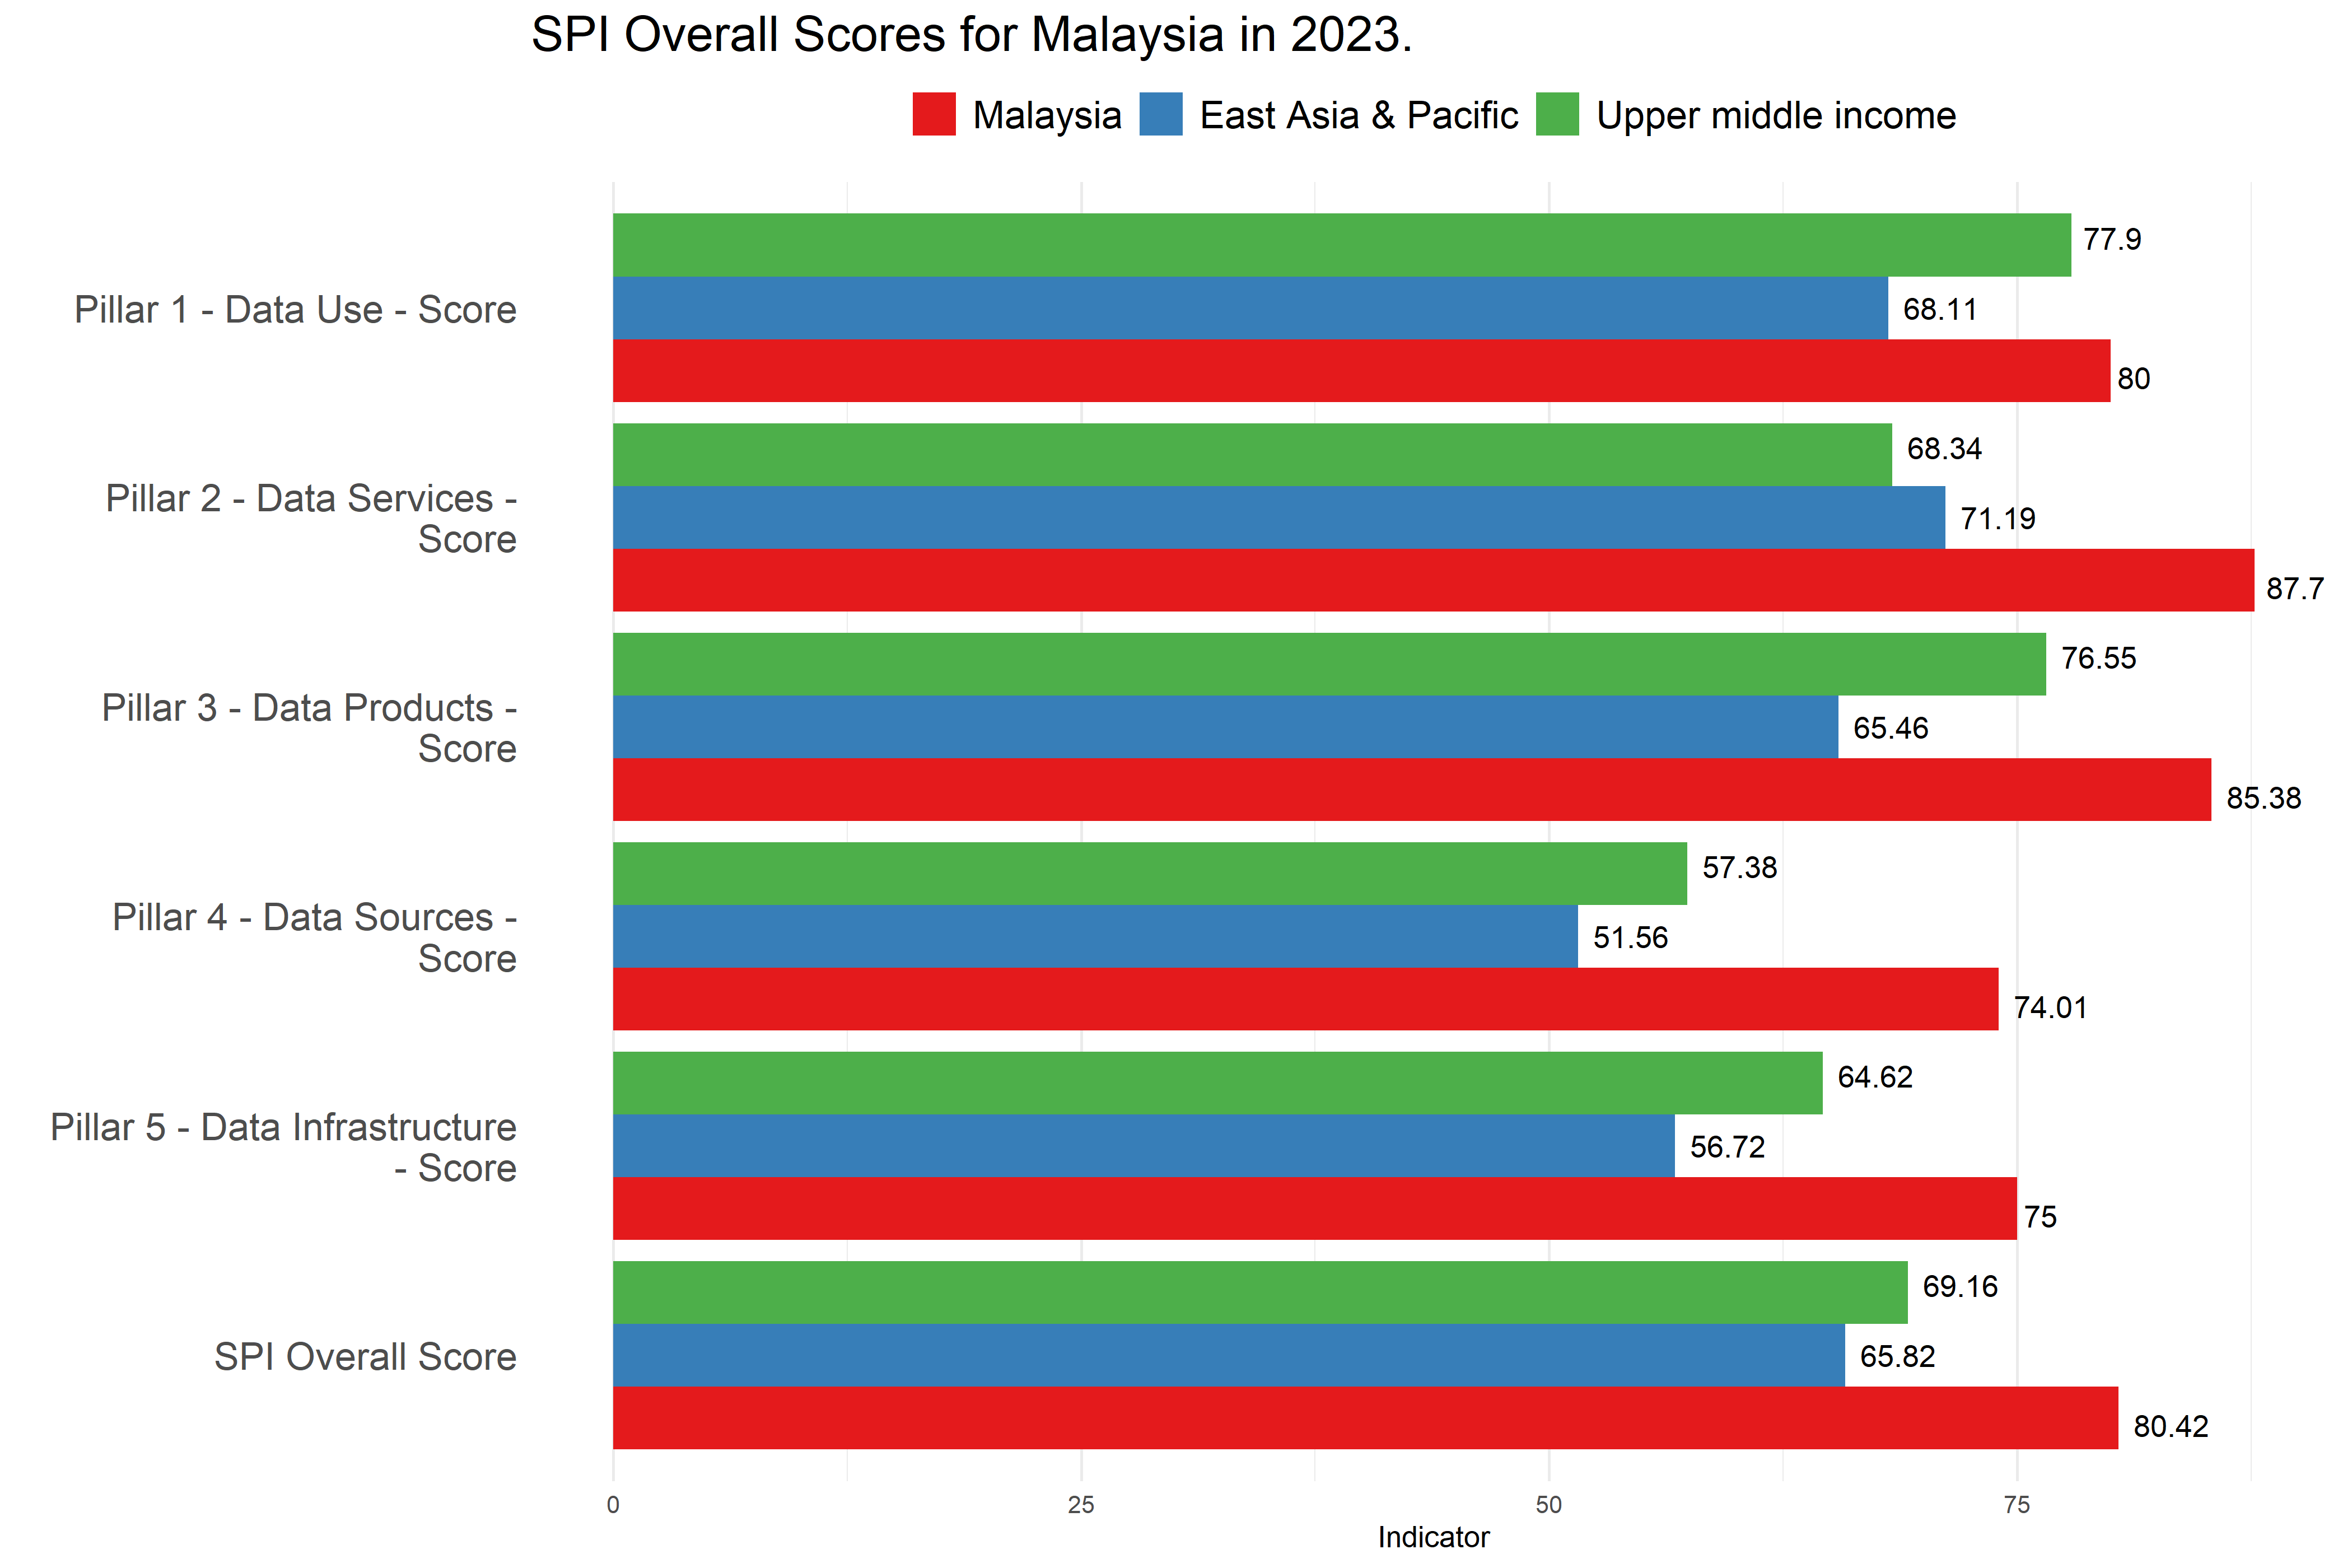 SPI Overall Scores for Malaysia in 2023.
Malaysia East Asia & Pacific Upper middle income
77.9
Pillar 1 - Data Use - Score
68.11
80
68.34
Pillar 2 - Data Services -
Score
71.19
87.7
76.55
Pillar 3 - Data Products -
Score
65.46
85.38
57.38
Pillar 4 - Data Sources -
Score
51.56
74.01
64.62
Pillar 5 - Data Infrastructure
- Score
56.72
75
69.16
SPI Overall Score
65.82
80.42
0 25 50 75
Indicator